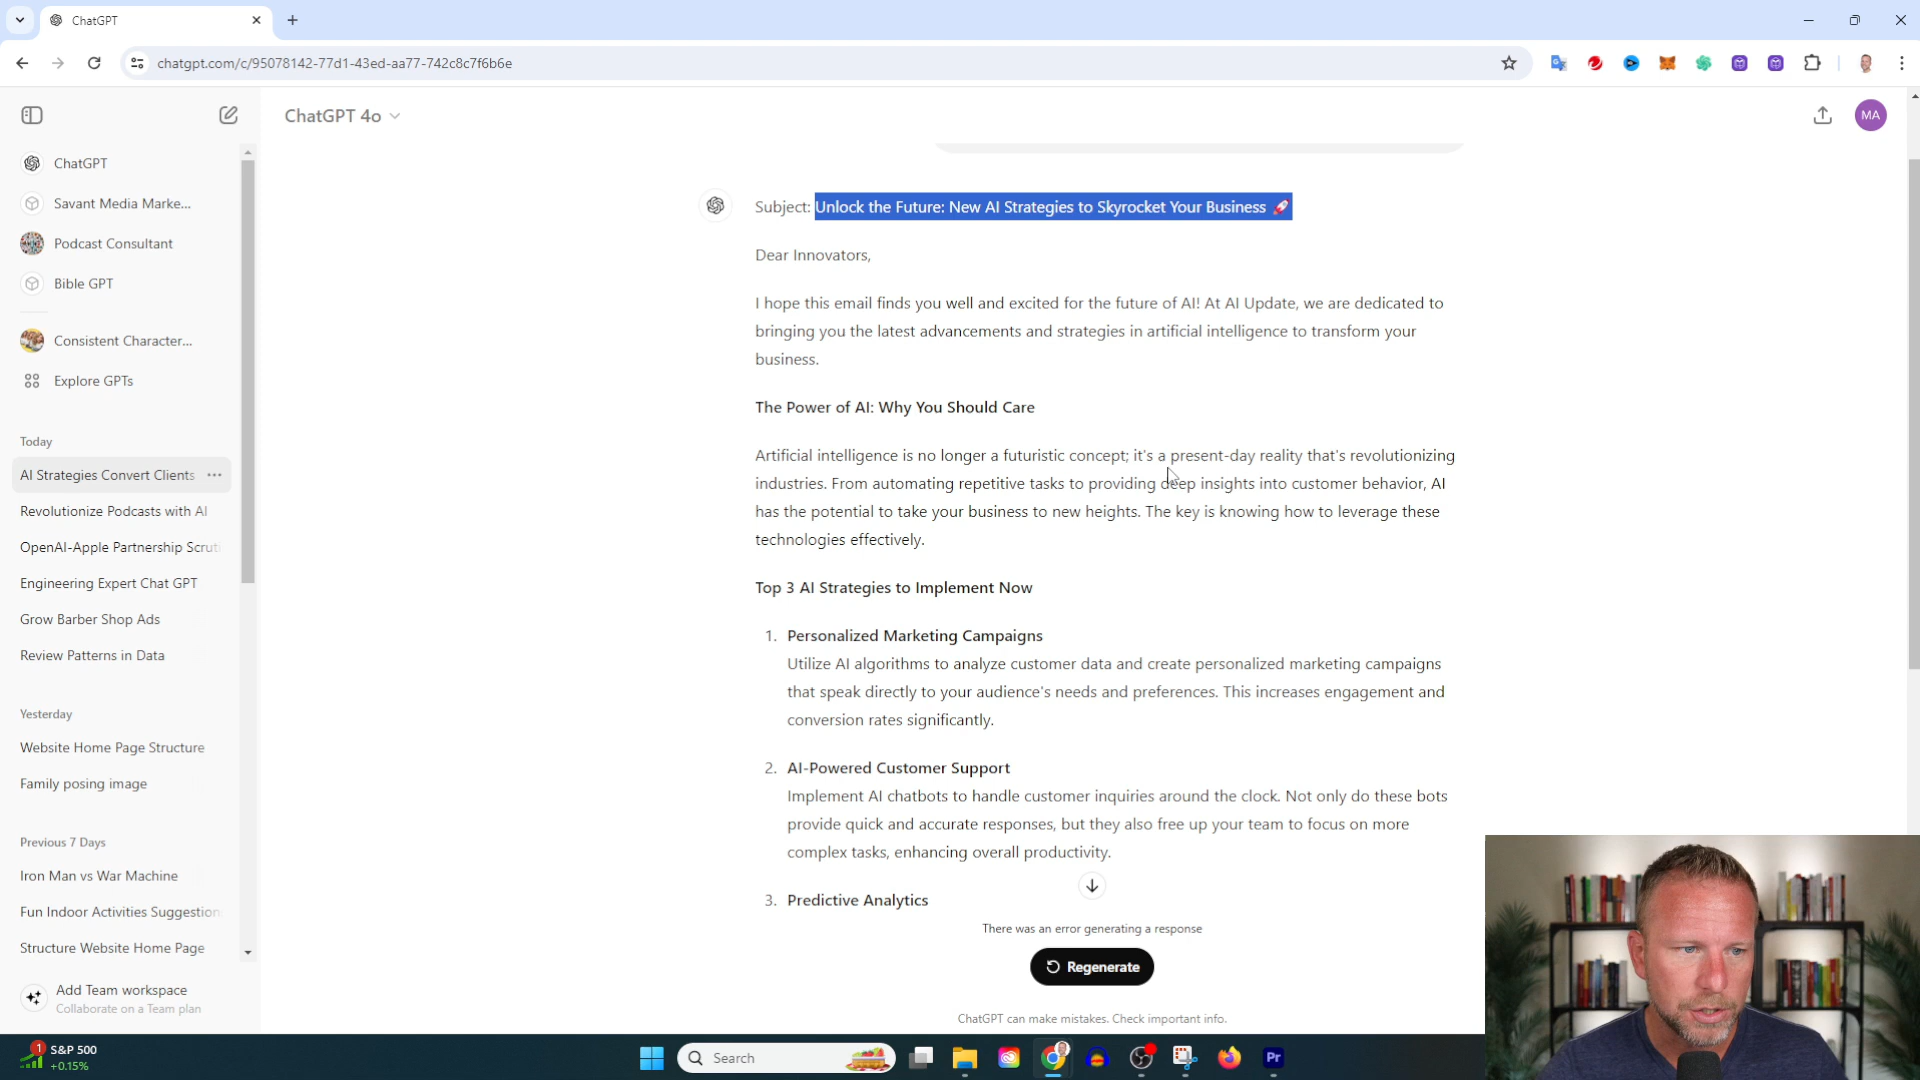 ChatGPT
chatgpt.com/c/95078142-77d1-43ed-aa77-742c8c7f6b6e
ChatGPT 4o
MA
ChatGPT
Savant Media Marke...
Podcast Consultant
Bible GPT
Consistent Character...
Explore GPTs
Today
AI Strategies Convert Clients
Revolutionize Podcasts with AI
OpenAI-Apple Partnership Scruti
Engineering Expert Chat GPT
Grow Barber Shop Ads
Review Patterns in Data
Yesterday
Website Home Page Structure
Family posing image
Previous 7 Days
Iron Man vs War Machine
Fun Indoor Activities Suggestion
Structure Website Home Page
Add Team workspace
Collaborate on a Team plan
Subject: Unlock the Future: New AI Strategies to Skyrocket Your Business 🚀
Dear Innovators,
I hope this email finds you well and excited for the future of AI! At AI Update, we are dedicated to
bringing you the latest advancements and strategies in artificial intelligence to transform your
business.
The Power of AI: Why You Should Care
Artificial intelligence is no longer a futuristic concept; it's a present-day reality that's revolutionizing
industries. From automating repetitive tasks to providing deep insights into customer behavior, AI
has the potential to take your business to new heights. The key is knowing how to leverage these
technologies effectively.
Top 3 AI Strategies to Implement Now
1. Personalized Marketing Campaigns
Utilize AI algorithms to analyze customer data and create personalized marketing campaigns
that speak directly to your audience's needs and preferences. This increases engagement and
conversion rates significantly.
2. AI-Powered Customer Support
Implement AI chatbots to handle customer inquiries around the clock. Not only do these bots
provide quick and accurate responses, but they also free up your team to focus on more
complex tasks, enhancing overall productivity.
3. Predictive Analytics
There was an error generating a response
Regenerate
ChatGPT can make mistakes. Check important info.
1
S&P 500
+0.15%
Search
Pr